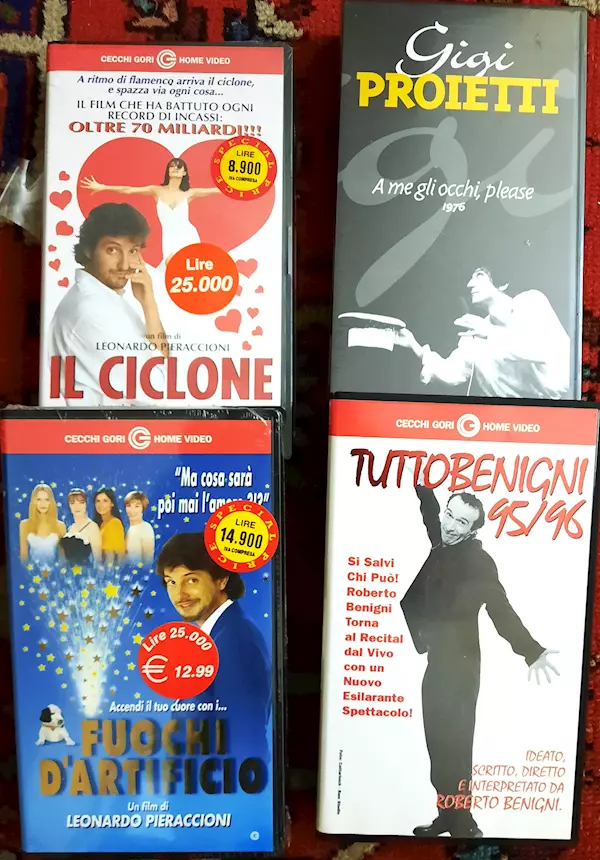 CECCHI GORI HOME VIDEO
A ritmo di flamenco arriva il ciclone,
e spazza via ogni cosa...
IL FILM CHE HA BATTUTO OGNI
RECORD DI INCASSI:
OLTRE 70 MILIARDI!!!
SPECIAL PRICE
LIRE
8.900
IVA COMPRESA
Lire
25.000
un film di
LEONARDO PIERACCIONI
IL CICLONE
Gigi
PROIETTI
A me gli occhi, please
1976
CECCHI GORI HOME VIDEO
"Ma cosa sarà
pòi mai l'amore ?!?"
SPECIAL PRICE
LIRE
14.900
IVA COMPRESA
Lire 25.000
€ 12.99
Accendi il tuo cuore con i...
FUOCHI
D'ARTIFICIO
Un film di
LEONARDO PIERACCIONI
CECCHI GORI HOME VIDEO
TUTTOBENIGNI
95/96
Si Salvi
Chi Può!
Roberto
Benigni
Torna
al Recital
dal Vivo
con un
Nuovo
Esilarante
Spettacolo!
IDEATO,
SCRITTO, DIRETTO
E INTERPRETATO DA
ROBERTO BENIGNI.